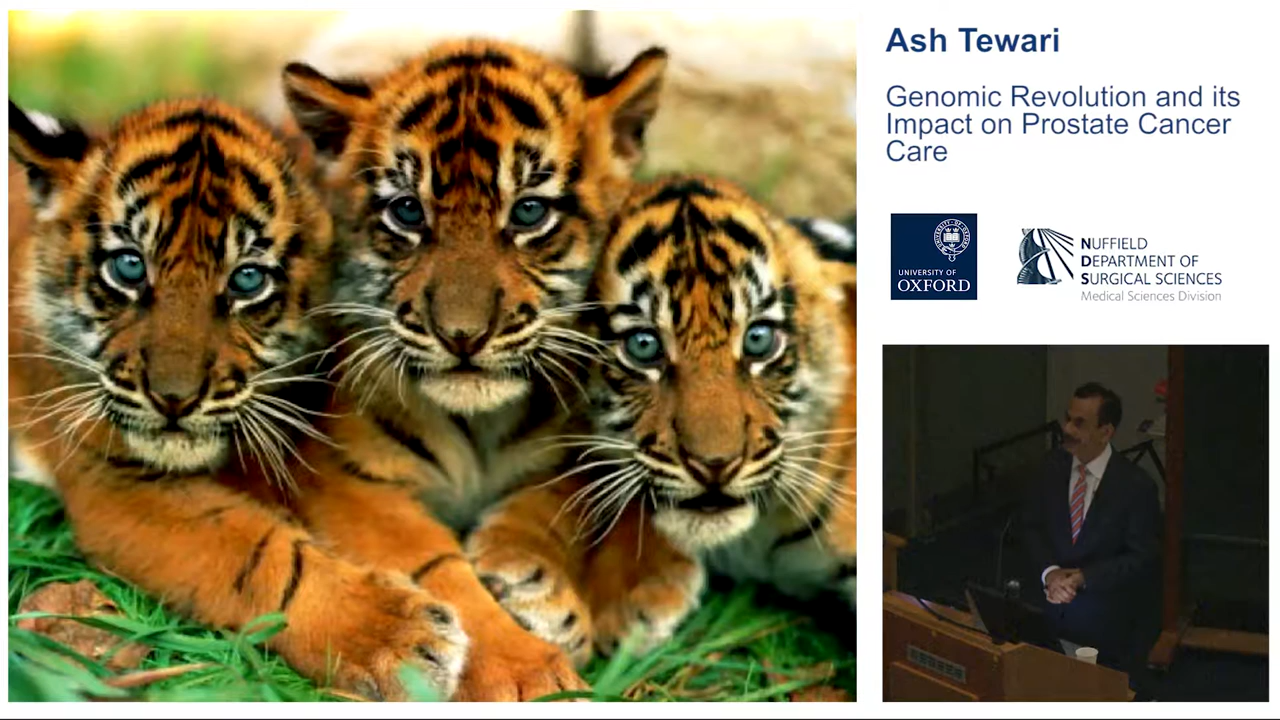 Ash Tewari
Genomic Revolution and its
Impact on Prostate Cancer
Care
UNIVERSITY OF
OXFORD
NUFFIELD
DEPARTMENT OF
SURGICAL SCIENCES
Medical Sciences Division